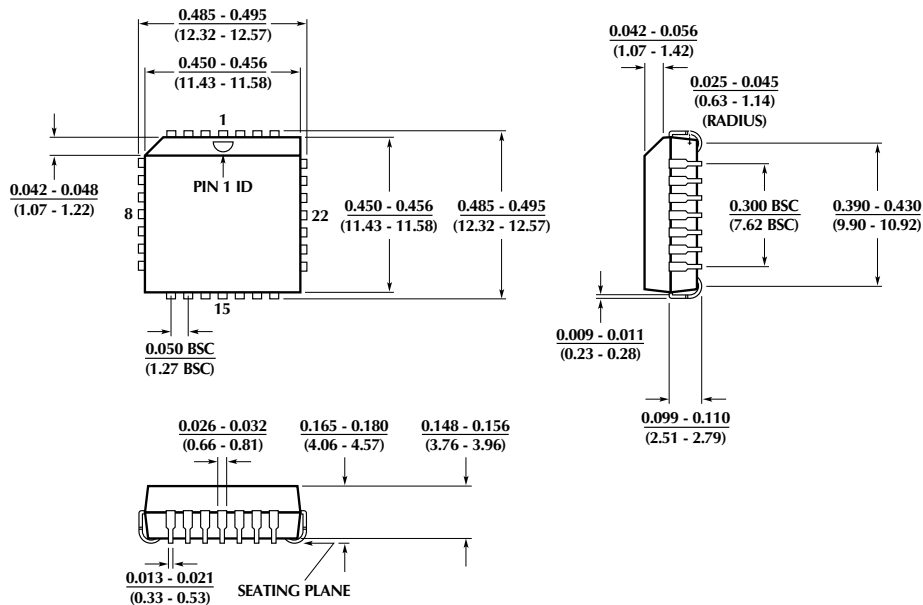 0.485 - 0.495
(12.32 - 12.57)
0.450 - 0.456
(11.43 - 11.58)
1
PIN 1 ID
0.042 - 0.048
(1.07 - 1.22)
8
22
0.450 - 0.456
(11.43 - 11.58)
0.485 - 0.495
(12.32 - 12.57)
15
0.050 BSC
(1.27 BSC)
0.042 - 0.056
(1.07 - 1.42)
0.025 - 0.045
(0.63 - 1.14)
(RADIUS)
0.300 BSC
(7.62 BSC)
0.390 - 0.430
(9.90 - 10.92)
0.009 - 0.011
(0.23 - 0.28)
0.099 - 0.110
(2.51 - 2.79)
0.026 - 0.032
(0.66 - 0.81)
0.165 - 0.180
(4.06 - 4.57)
0.148 - 0.156
(3.76 - 3.96)
0.013 - 0.021
(0.33 - 0.53)
SEATING PLANE